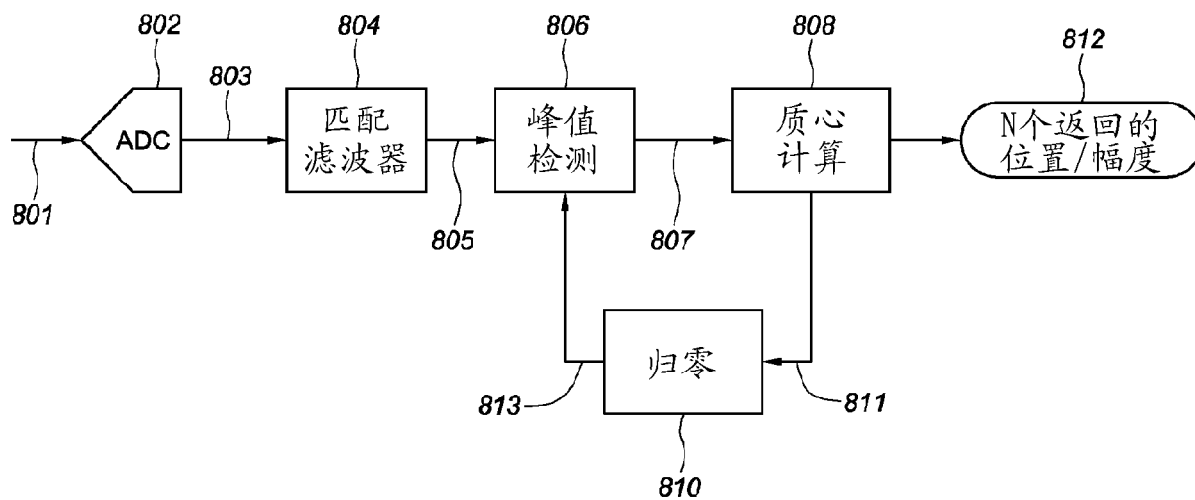 802
803
804
806
808
812
ADC
匹配
滤波器
峰值
检测
质心
计算
N个返回的
位置/幅度
801
805
807
归零
813
811
810